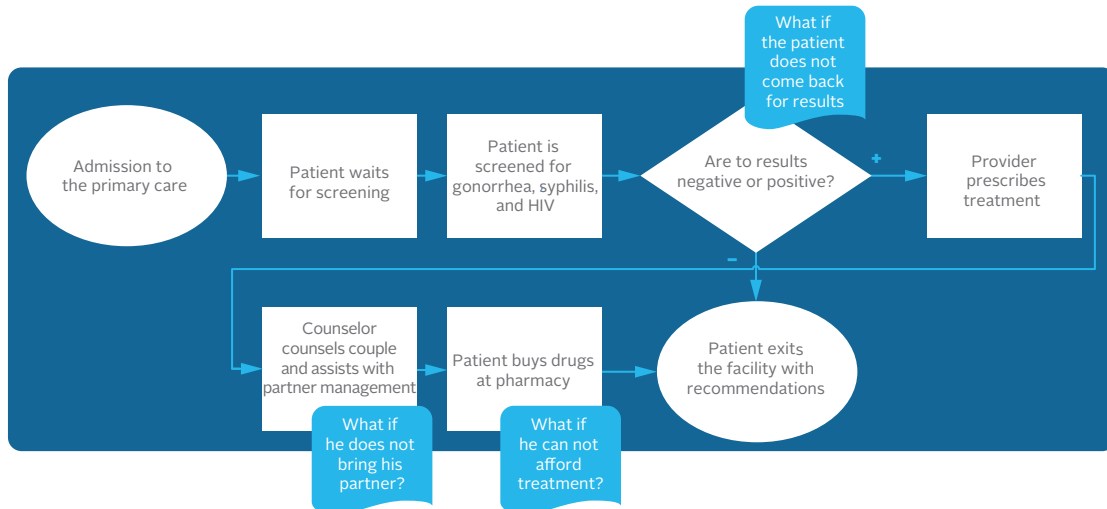 What if
the patient
does not
come back
for results
Admission to
the primary care
Patient waits
for screening
Patient is
screened for
gonorrhea, syphilis,
and HIV
Are to results
negative or positive?
+
Provider
prescribes
treatment
-
Counselor
counsels couple
and assists with
partner management
Patient buys drugs
at pharmacy
Patient exits
the facility with
recommendations
What if
he does not
bring his
partner?
What if
he can not
afford
treatment?